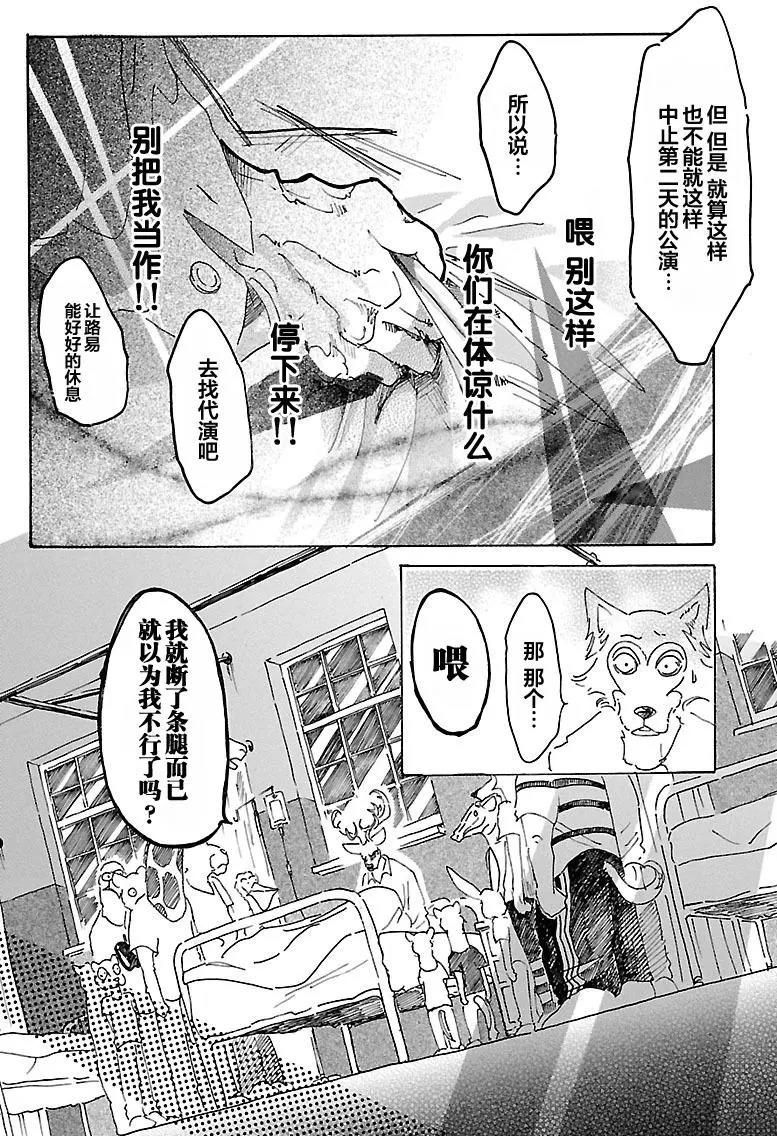 但 但是 就算这样
也不能就这样
中止第二天的公演…
所以说…
喂 别这样
你们在体谅什么
停下来!!
去找代演吧
别把我当作!!
让路易
能好好的休息
那 那个…
喂
我就断了条腿而已
就以为我不行了吗?